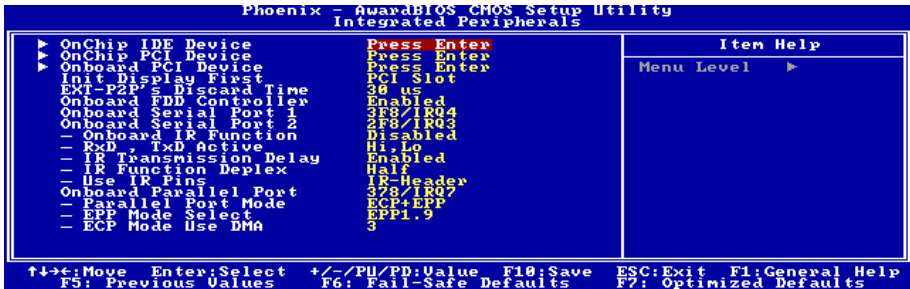 Phoenix - AwardBIOS CMOS Setup Utility
Integrated Peripherals
► OnChip IDE Device Press Enter
► OnChip PCI Device Press Enter
► Onboard PCI Device Press Enter
Init Display First PCI Slot
EXT-P2P's Discard Time 30 us
Onboard FDD Controller Enabled
Onboard Serial Port 1 3F8/IRQ4
Onboard Serial Port 2 2F8/IRQ3
- Onboard IR Function Disabled
- RxD , TxD Active Hi,Lo
- IR Transmission Delay Enabled
- IR Function Deplex Half
- Use IR Pins IR-Header
Onboard Parallel Port 378/IRQ7
- Parallel Port Mode ECP+EPP
- EPP Mode Select EPP1.9
- ECP Mode Use DMA 3
Item Help
Menu Level ►
↑↓→←:Move Enter:Select +/-/PU/PD:Value F10:Save ESC:Exit F1:General Help
F5: Previous Values F6: Fail-Safe Defaults F7: Optimized Defaults